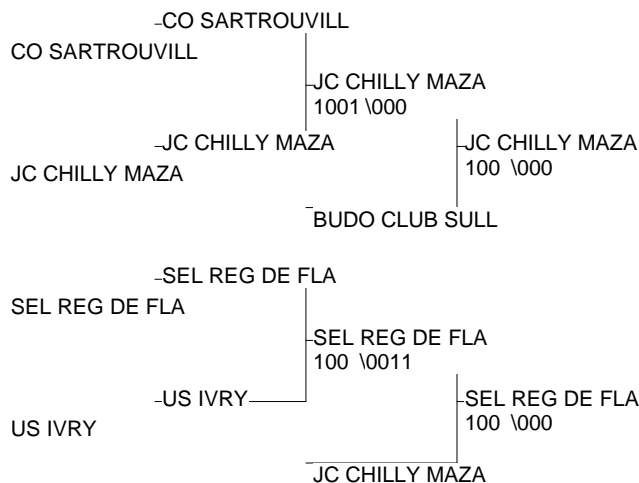 CO SARTROUVILL
CO SARTROUVILL
JC CHILLY MAZA
1001 \000
JC CHILLY MAZA
JC CHILLY MAZA
100 \000
JC CHILLY MAZA
BUDO CLUB SULL
SEL REG DE FLA
SEL REG DE FLA
SEL REG DE FLA
100 \0011
US IVRY
SEL REG DE FLA
100 \000
US IVRY
JC CHILLY MAZA